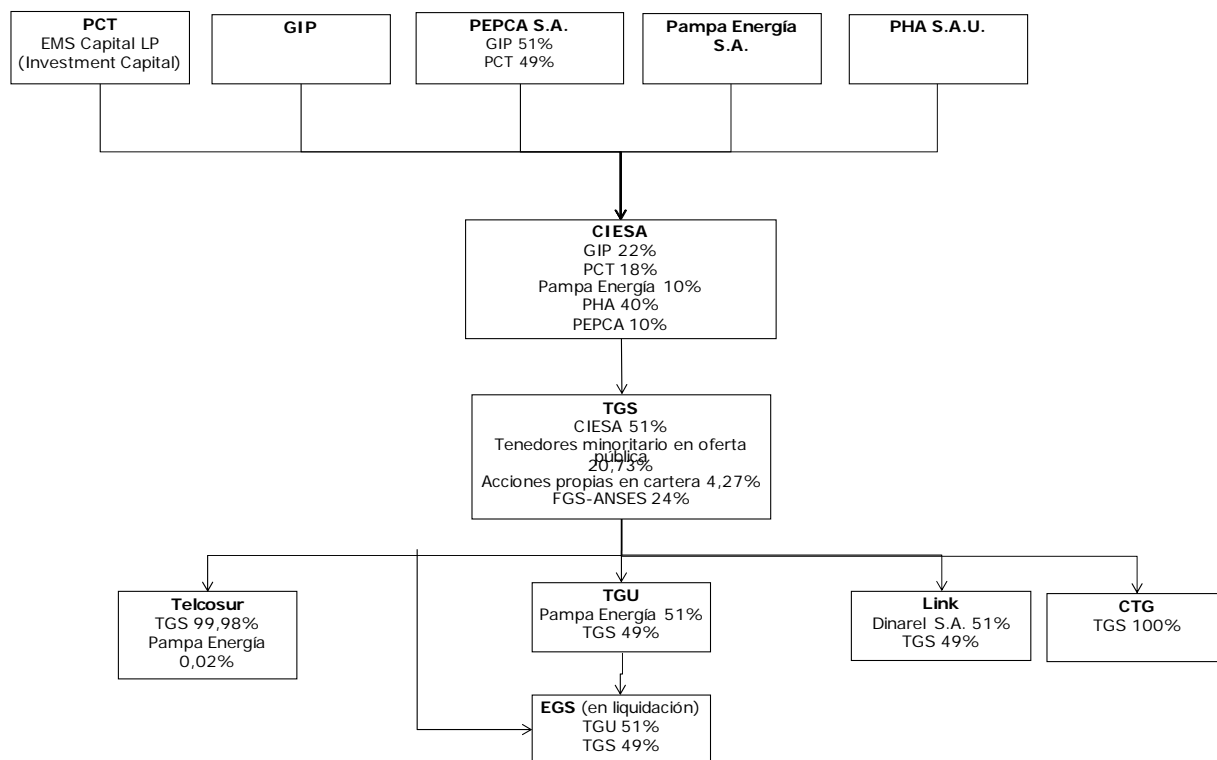 PCT
EMS Capital LP
(Investment Capital)
GIP
PEPCA S.A.
GIP 51%
PCT 49%
Pampa Energía
S.A.
PHA S.A.U.
CIESA
GIP 22%
PCT 18%
Pampa Energía 10%
PHA 40%
PEPCA 10%
TGS
CIESA 51%
Tenedores minoritario en oferta
pública
20,73%
Acciones propias en cartera 4,27%
FGS-ANSES 24%
Telcosur
TGS 99,98%
Pampa Energía
0,02%
TGU
Pampa Energía 51%
TGS 49%
Link
Dinarel S.A. 51%
TGS 49%
CTG
TGS 100%
EGS (en liquidación)
TGU 51%
TGS 49%